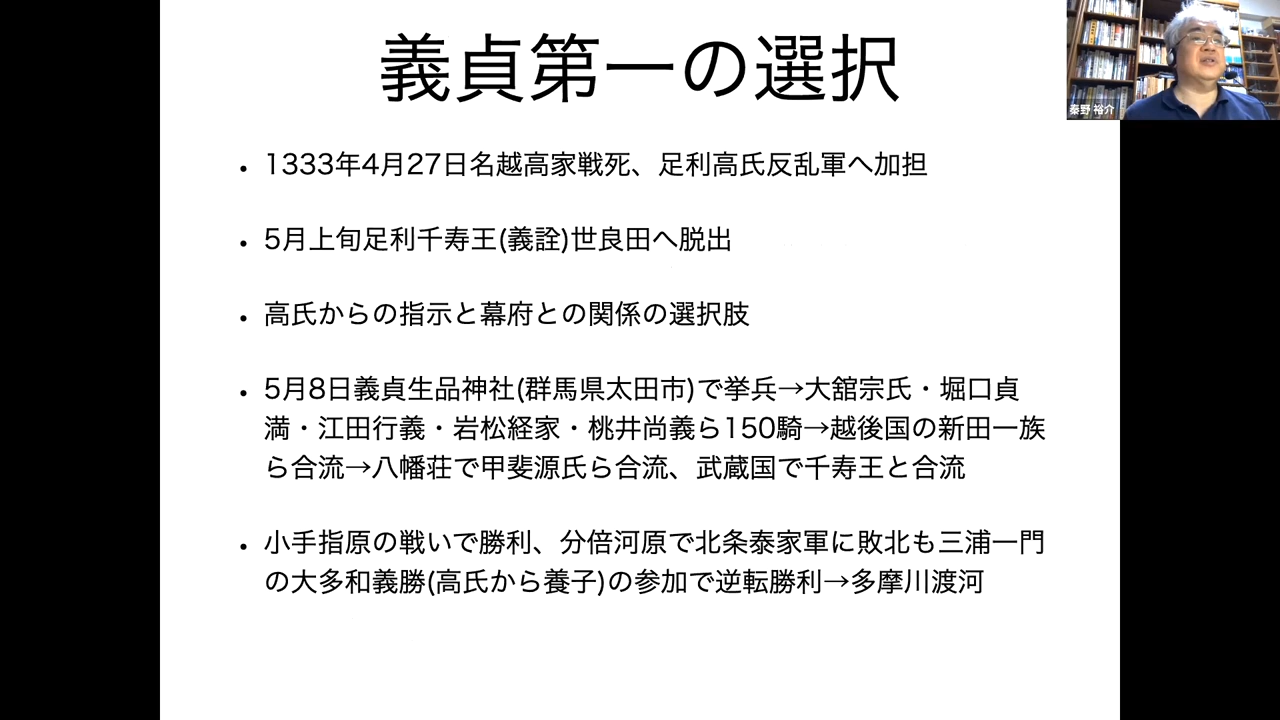 義貞第一の選択
秦野 裕介
• 1333年4月27日名越高家戦死、足利高氏反乱軍へ加担
• 5月上旬足利千寿王(義詮)世良田へ脱出
• 高氏からの指示と幕府との関係の選択肢
• 5月8日義貞生品神社(群馬県太田市)で挙兵→大舘宗氏・堀口貞
満・江田行義・岩松経家・桃井尚義ら150騎→越後国の新田一族
ら合流→八幡荘で甲斐源氏ら合流、武蔵国で千寿王と合流
• 小手指原の戦いで勝利、分倍河原で北条泰家軍に敗北も三浦一門
の大多和義勝(高氏から養子)の参加で逆転勝利→多摩川渡河